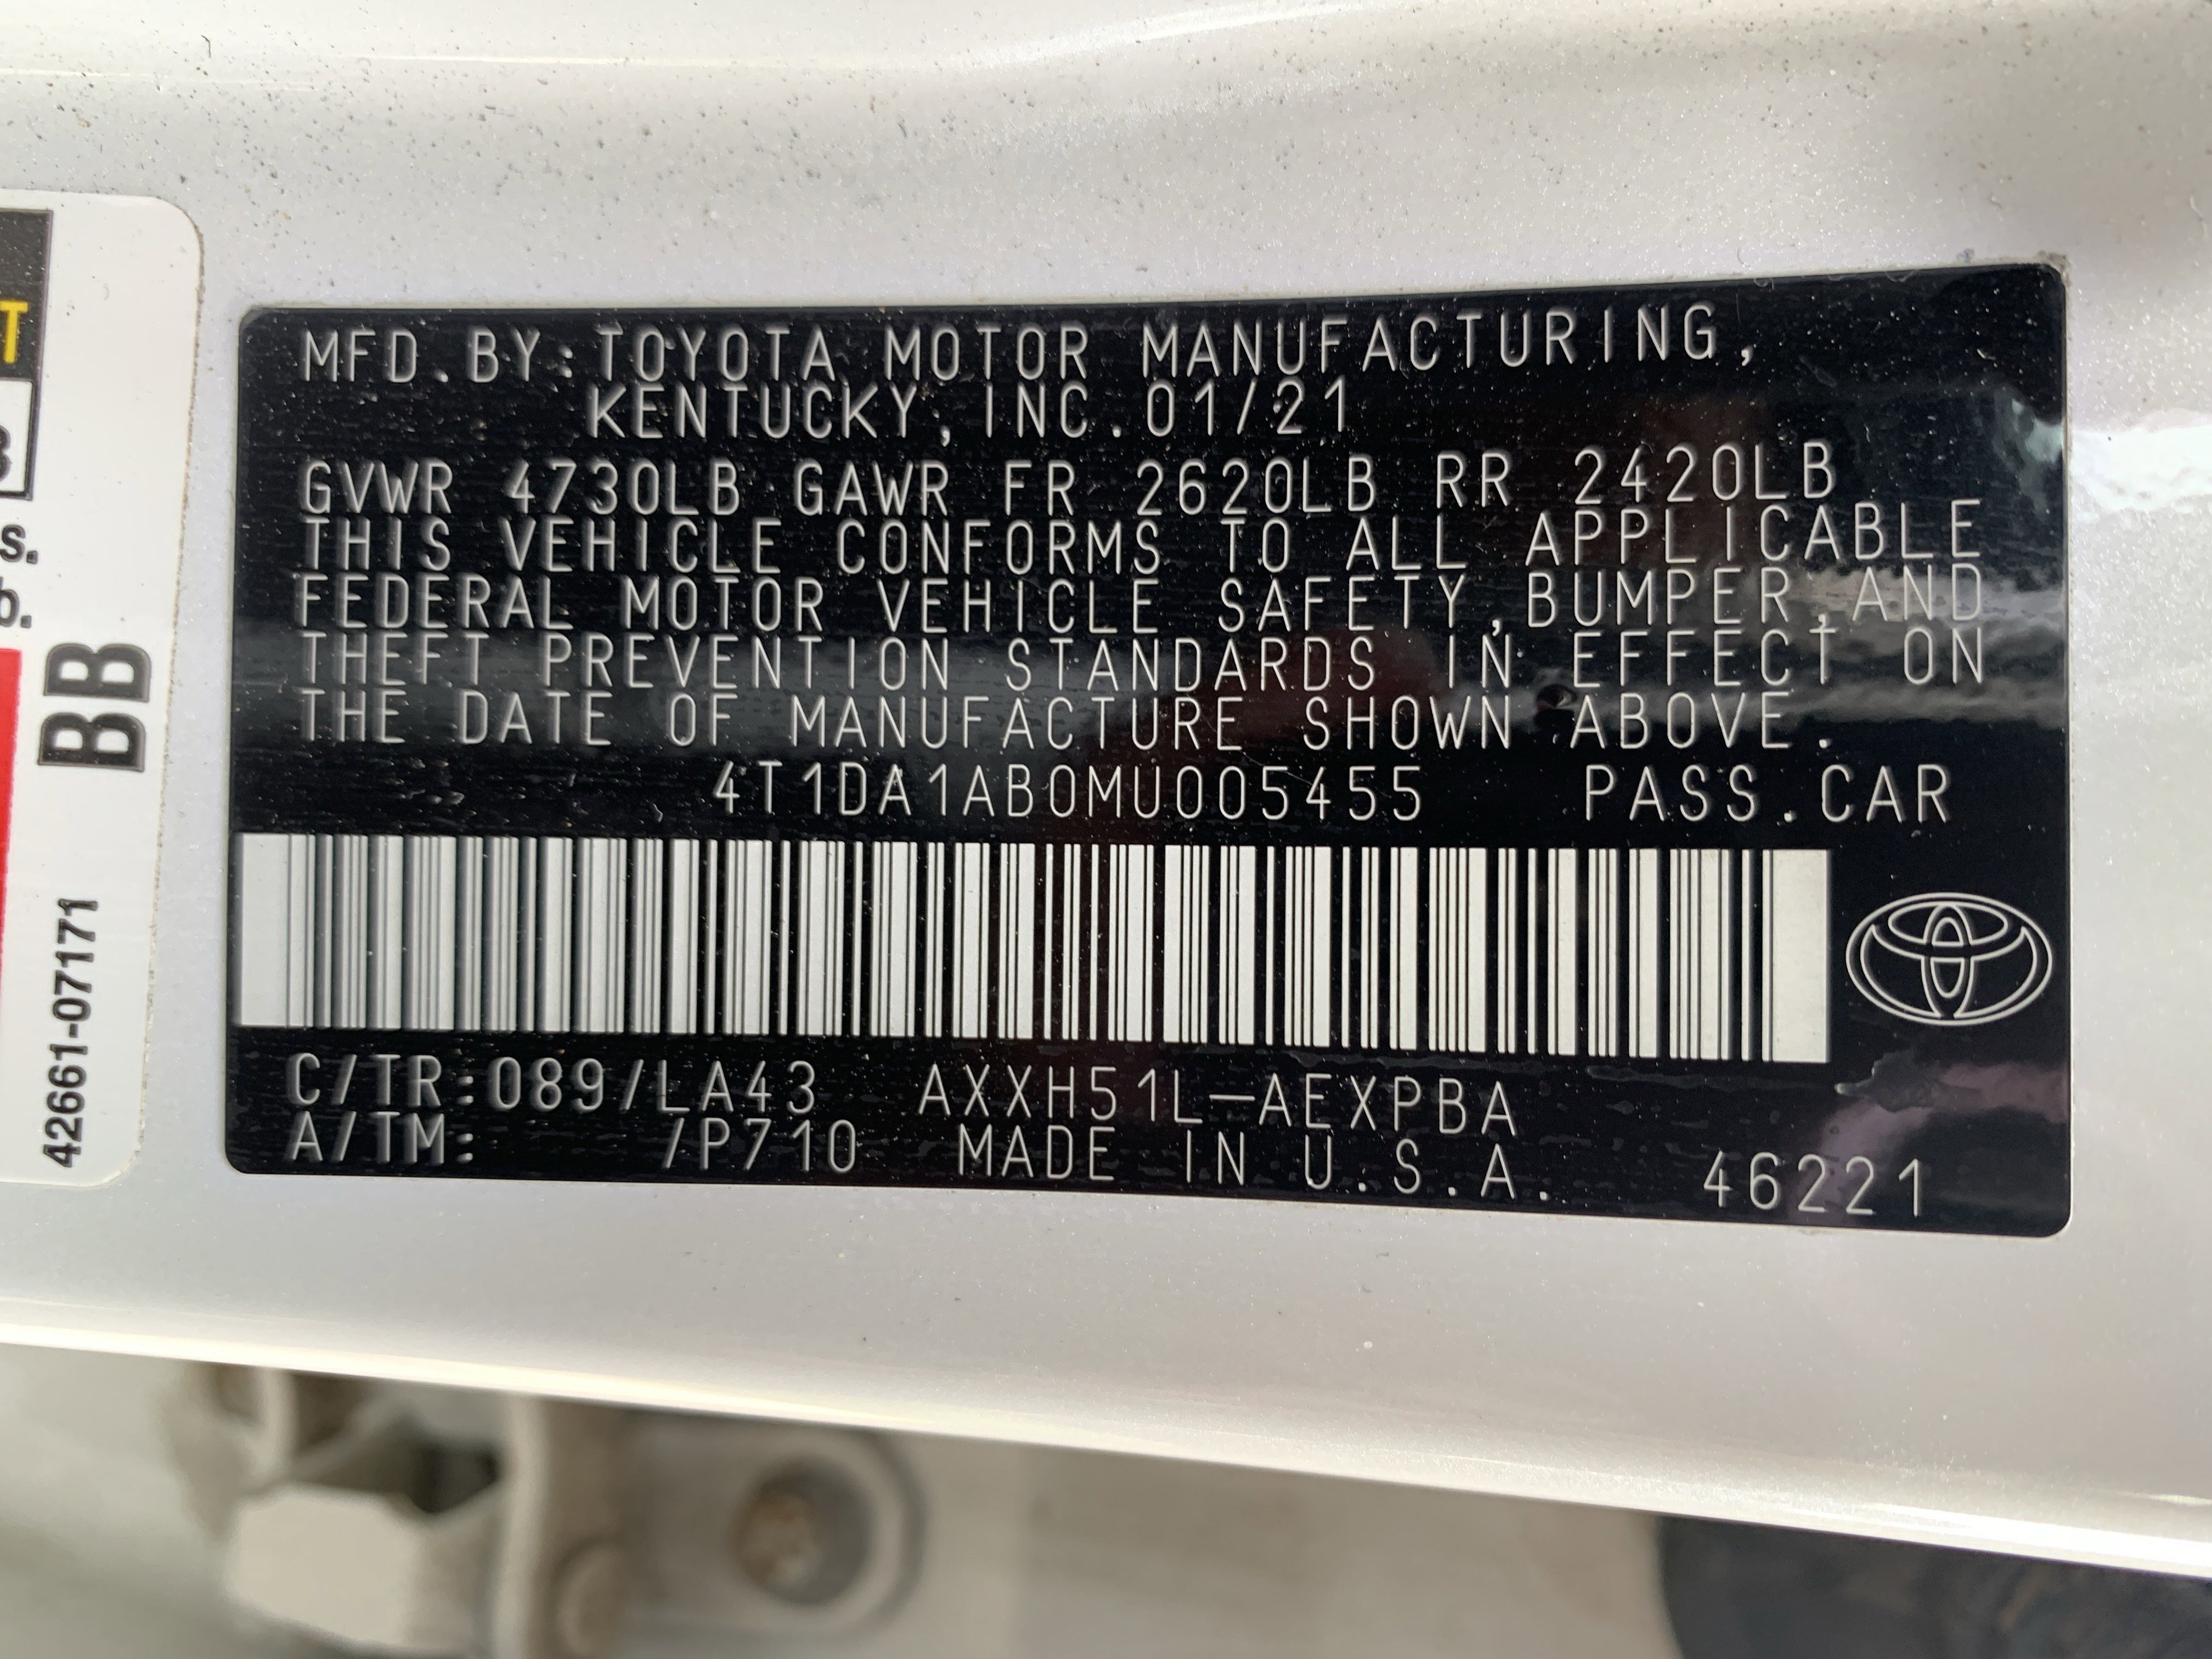 MFD.BY:TOYOTA MOTOR MANUFACTURING,
KENTUCKY, INC.01/21
GVWR 4730LB GAWR FR 2620LB RR 2420LB
THIS VEHICLE CONFORMS TO ALL APPLICABLE
FEDERAL MOTOR VEHICLE SAFETY,BUMPER,AND
THEFT PREVENTION STANDARDS IN EFFECT ON
THE DATE OF MANUFACTURE SHOWN ABOVE.
4T1DA1AB0MU005455 PASS.CAR
C/TR:089/LA43 AXXH51L-AEXPBA
A/TM: /P710 MADE IN U.S.A. 46221
T
s.
BB
42661-07171